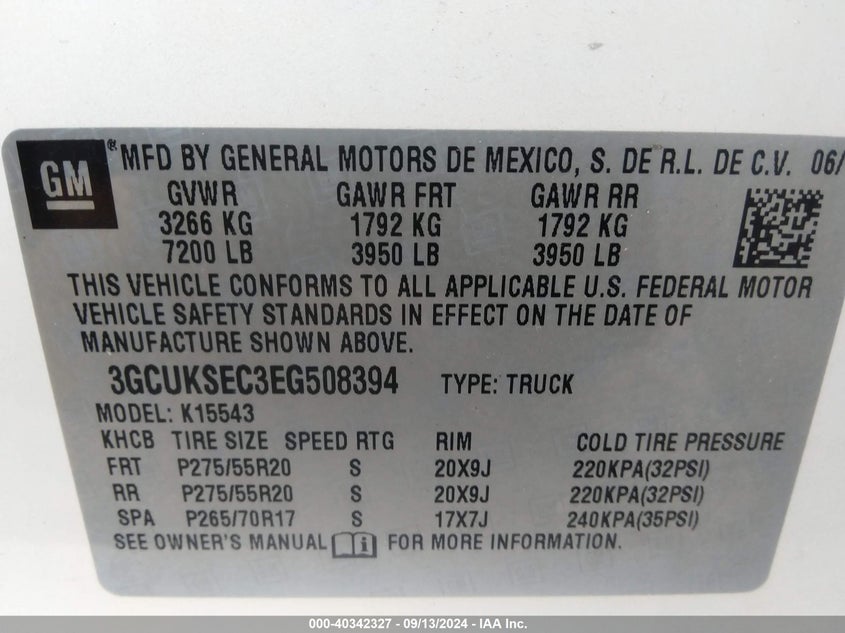 GM ® MFD BY GENERAL MOTORS DE MEXICO, S. DE R.L. DE C.V. 06/
GVWR GAWR FRT GAWR RR
3266 KG 1792 KG 1792 KG
7200 LB 3950 LB 3950 LB
THIS VEHICLE CONFORMS TO ALL APPLICABLE U.S. FEDERAL MOTOR
VEHICLE SAFETY STANDARDS IN EFFECT ON THE DATE OF
MANUFACTURE SHOWN ABOVE.
3GCUKSEC3EG508394 TYPE: TRUCK
MODEL: K15543
KHCB TIRE SIZE SPEED RTG RIM COLD TIRE PRESSURE
FRT P275/55R20 S 20X9J 220KPA(32PSI)
RR P275/55R20 S 20X9J 220KPA(32PSI)
SPA P265/70R17 S 17X7J 240KPA(35PSI)
SEE OWNER'S MANUAL i FOR MORE INFORMATION.
000-40342327 - 09/13/2024 - IAA Inc.